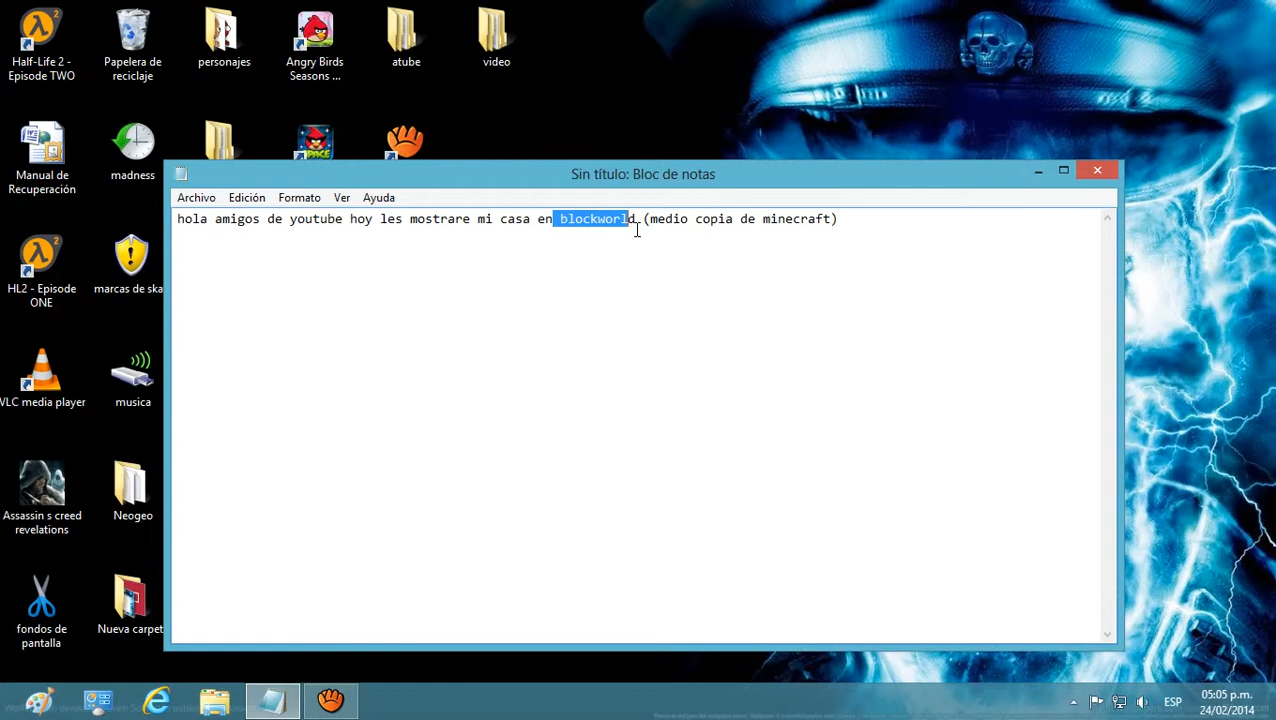 Half-Life 2 -
Episode TWO
Papelera de
reciclaje
personajes
Angry Birds
Seasons ...
atube
video
Manual de
Recuperación
madness
Sin título: Bloc de notas
Archivo Edición Formato Ver Ayuda
hola amigos de youtube hoy les mostrare mi casa en blockworld (medio copia de minecraft)
HL2 - Episode
ONE
marcas de ska
VLC media player
musica
Assassin s creed
revelations
Neogeo
fondos de
pantalla
Nueva carpet
ESP
05:05 p.m.
24/02/2014